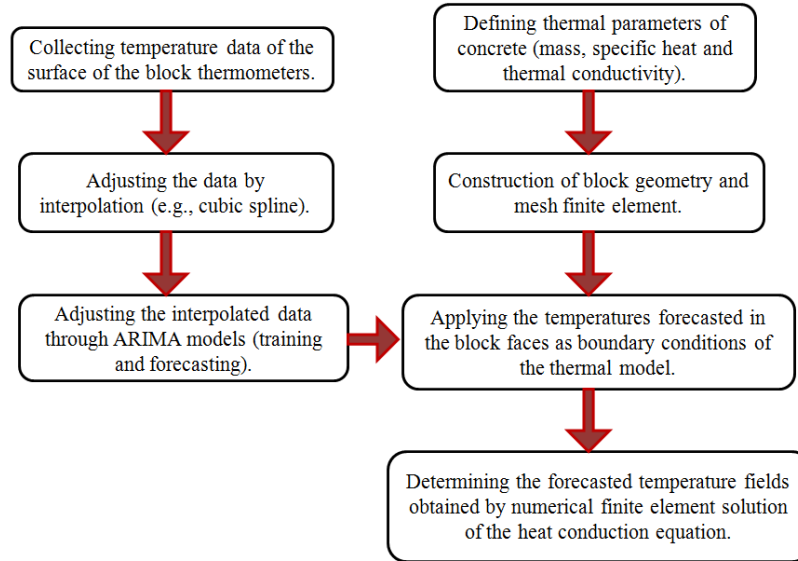 Collecting temperature data of the
surface of the block thermometers.
Adjusting the data by
interpolation (e.g., cubic spline).
Adjusting the interpolated data
through ARIMA models (training
and forecasting).
Defining thermal parameters of
concrete (mass, specific heat and
thermal conductivity).
Construction of block geometry and
mesh finite element.
Applying the temperatures forecasted in
the block faces as boundary conditions of
the thermal model.
Determining the forecasted temperature fields
obtained by numerical finite element solution
of the heat conduction equation.